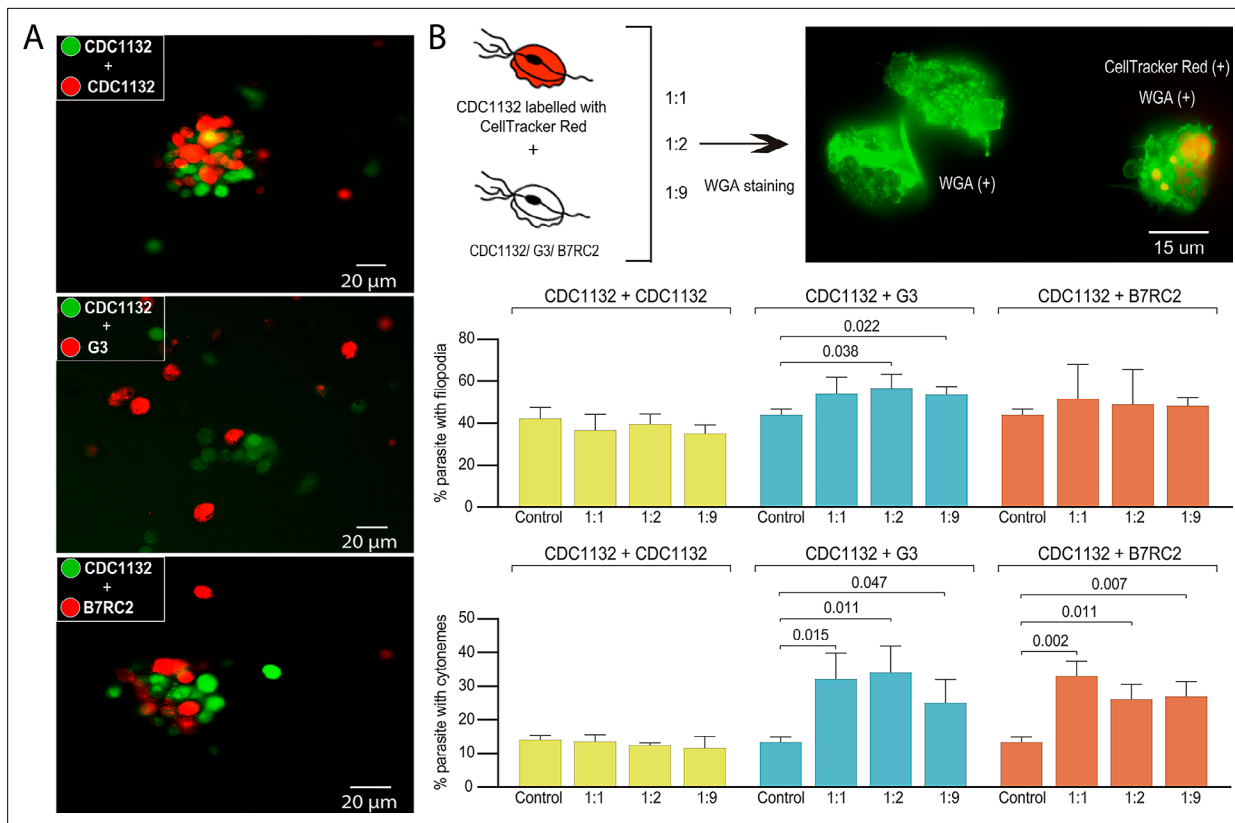 A
CDC1132
+
CDC1132
20 µm
CDC1132
+
G3
20 µm
CDC1132
+
B7RC2
20 µm
B
CDC1132 labelled with
CellTracker Red
+
CDC1132/ G3/ B7RC2
1:1
1:2
1:9
WGA staining
WGA (+)
CellTracker Red (+)
WGA (+)
15 um
CDC1132 + CDC1132
CDC1132 + G3
CDC1132 + B7RC2
% parasite with filopodia
80
60
40
20
0
0.022
0.038
Control 1:1 1:2 1:9
Control 1:1 1:2 1:9
Control 1:1 1:2 1:9
CDC1132 + CDC1132
CDC1132 + G3
CDC1132 + B7RC2
% parasite with cytonemes
50
40
30
20
10
0
0.047
0.011
0.015
0.007
0.011
0.002
Control 1:1 1:2 1:9
Control 1:1 1:2 1:9
Control 1:1 1:2 1:9